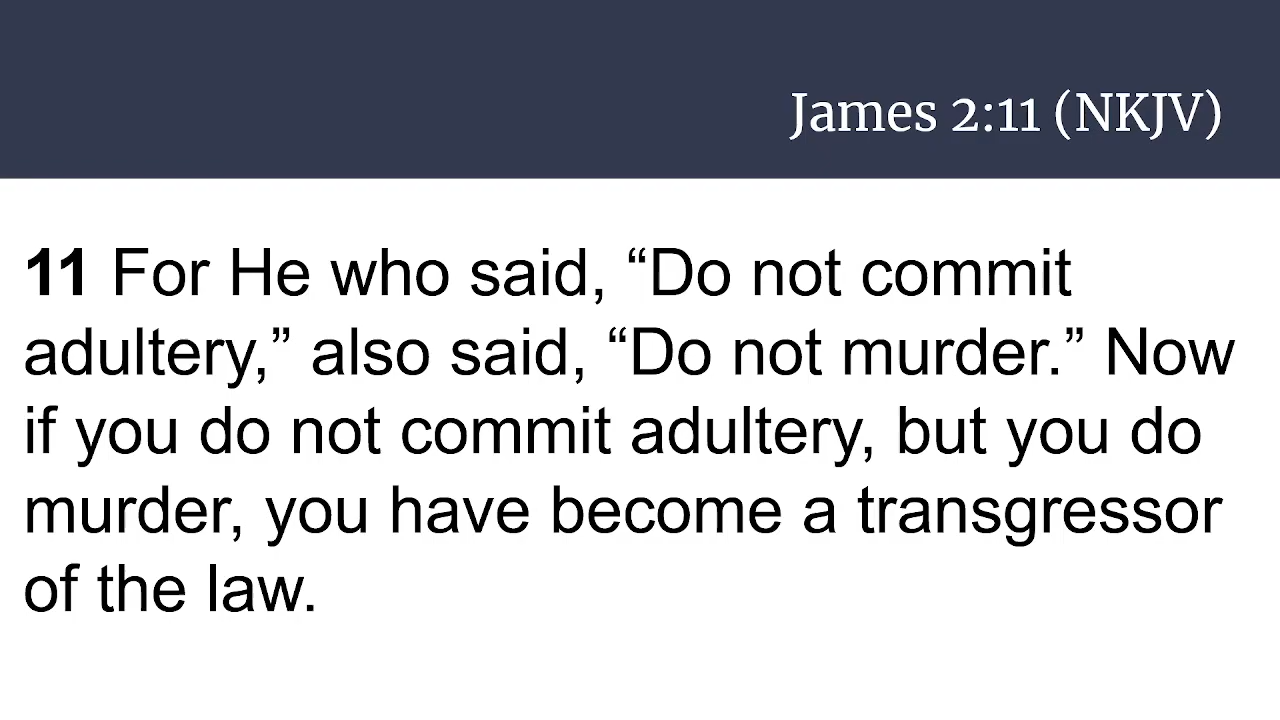 James 2:11 (NKJV)
11 For He who said, “Do not commit
adultery,” also said, “Do not murder.” Now
if you do not commit adultery, but you do
murder, you have become a transgressor
of the law.